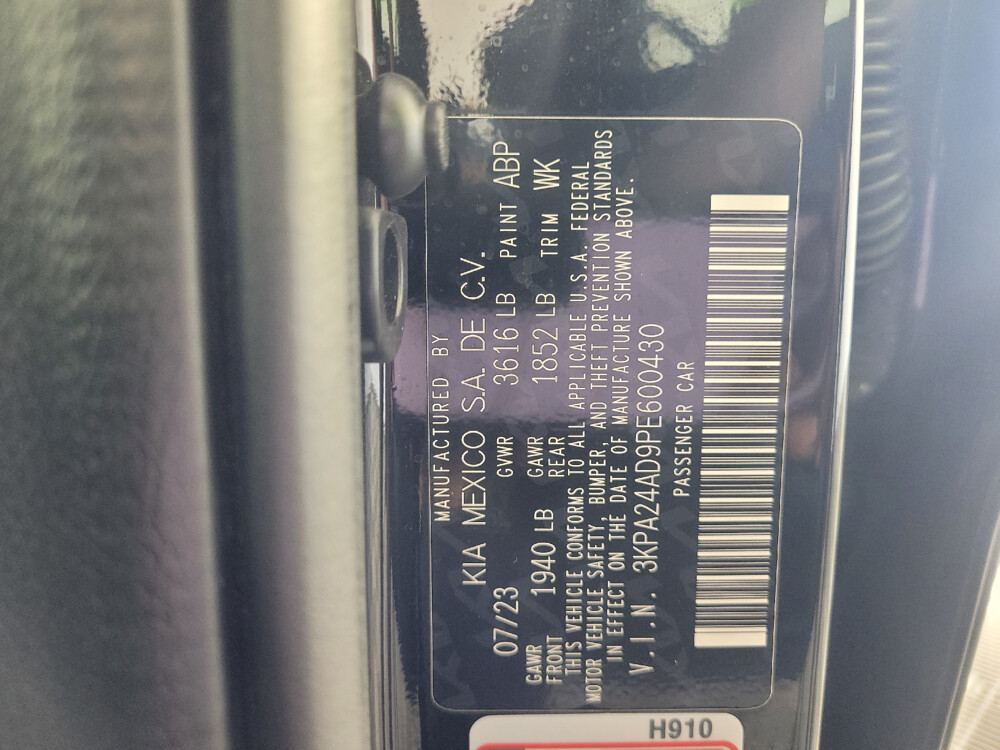 MANUFACTURED BY
KIA MEXICO S.A. DE C.V.
07/23 GVWR 3616 LB PAINT ABP
GAWR FRONT 1940 LB GAWR REAR 1852 LB TRIM WK
THIS VEHICLE CONFORMS TO ALL APPLICABLE U.S.A. FEDERAL
MOTOR VEHICLE SAFETY, BUMPER, AND THEFT PREVENTION STANDARDS
IN EFFECT ON THE DATE OF MANUFACTURE SHOWN ABOVE.
V.I.N. 3KPA24AD9PE600430
PASSENGER CAR
H910